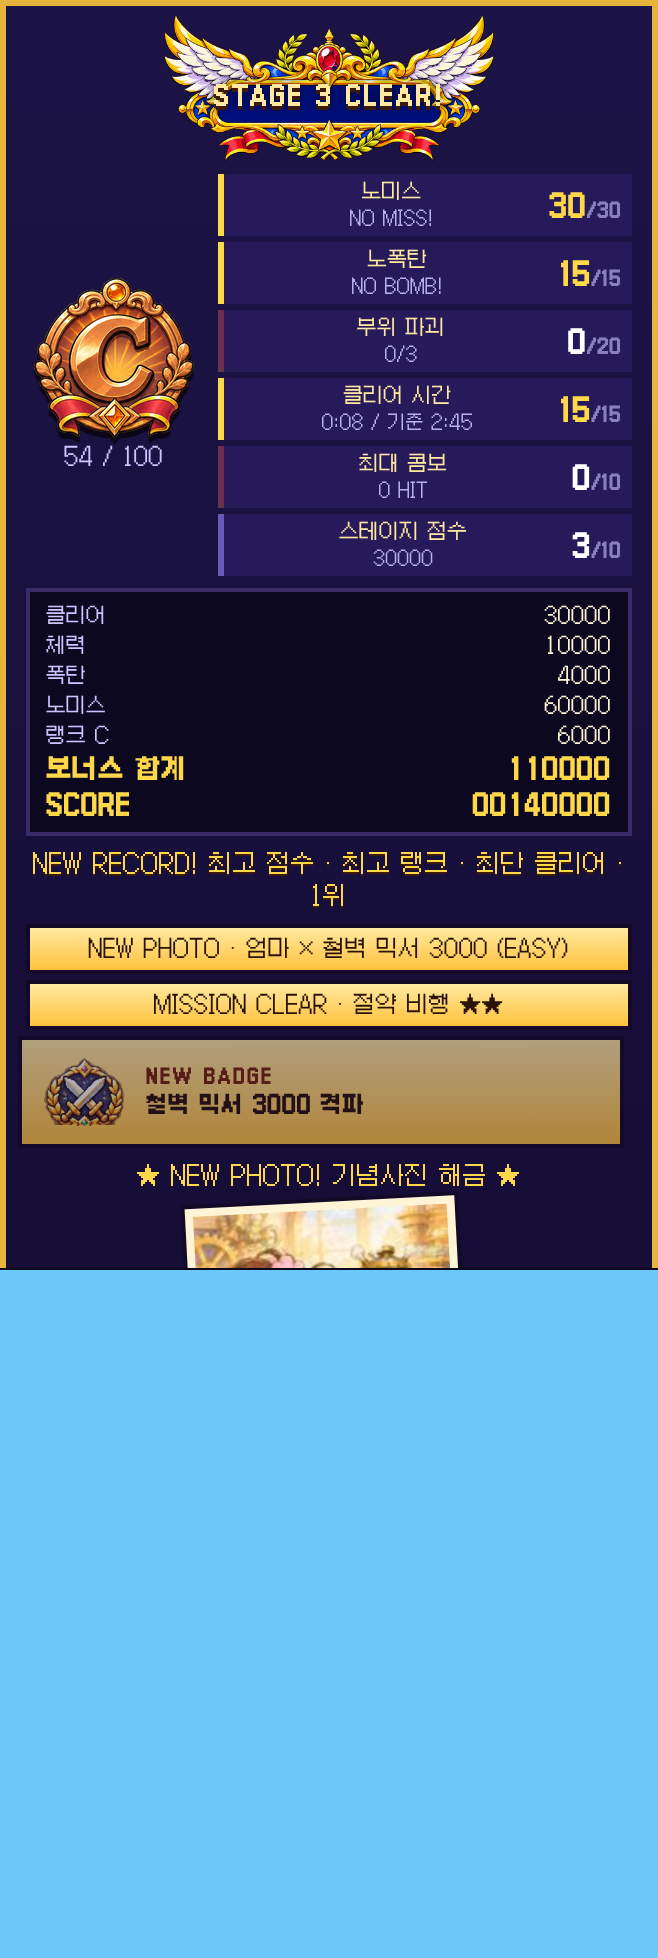 STAGE 3 CLEAR!
노미스
NO MISS!
30/30
노폭탄
NO BOMB!
15/15
부위 파괴
0/3
0/20
클리어 시간
0:08 / 기준 2:45
15/15
최대 콤보
0 HIT
0/10
스테이지 점수
30000
3/10
C
54 / 100
클리어 30000
체력 10000
폭탄 4000
노미스 60000
랭크 C 6000
보너스 합계 110000
SCORE 00140000
NEW RECORD! 최고 점수 · 최고 랭크 · 최단 클리어 ·
1위
NEW PHOTO · 엄마 × 철벽 믹서 3000 (EASY)
MISSION CLEAR · 절약 비행 ★★
NEW BADGE
철벽 믹서 3000 격파
★ NEW PHOTO! 기념사진 해금 ★